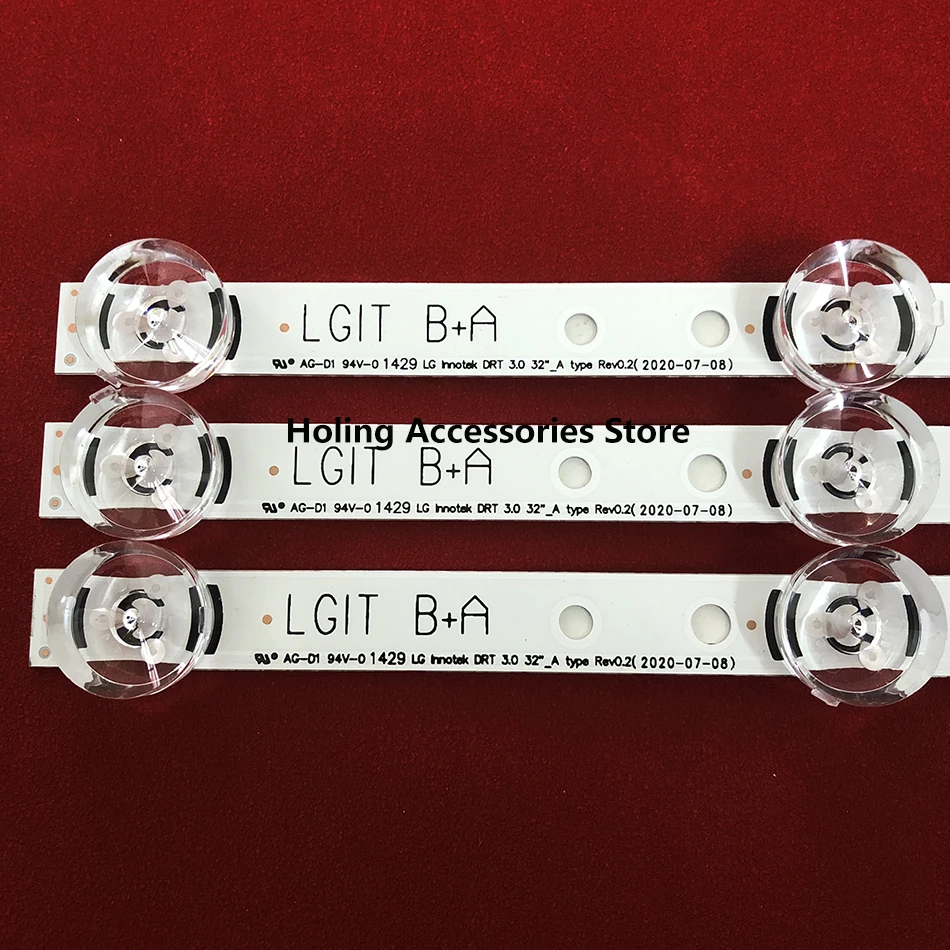 LGIT B+A
AG-D1 94V-0 1429 LG Innotek DRT 3.0 32"_A type Rev0.2( 2020-07-08)
Holing Accessories Store
LGIT B+A
AG-D1 94V-0 1429 LG Innotek DRT 3.0 32"_A type Rev0.2( 2020-07-08)
LGIT B+A
AG-D1 94V-0 1429 LG Innotek DRT 3.0 32"_A type Rev0.2( 2020-07-08)